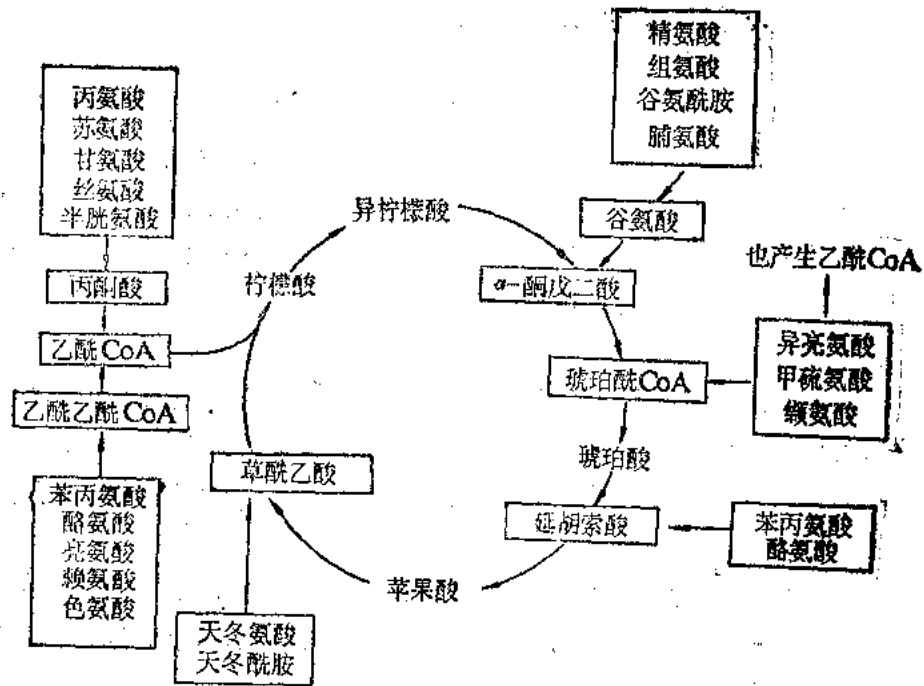 精氨酸
组氨酸
谷氨酰胺
脯氨酸
丙氨酸
苏氨酸
甘氨酸
丝氨酸
半胱氨酸
异柠檬酸
谷氨酸
丙酮酸
柠檬酸
α-酮戊二酸
也产生乙酰CoA
乙酰CoA
异亮氨酸
甲硫氨酸
缬氨酸
琥珀酰CoA
乙酰乙酰CoA
琥珀酸
草酰乙酸
苯丙氨酸
酪氨酸
亮氨酸
赖氨酸
色氨酸
延胡索酸
苯丙氨酸
酪氨酸
苹果酸
天冬氨酸
天冬酰胺